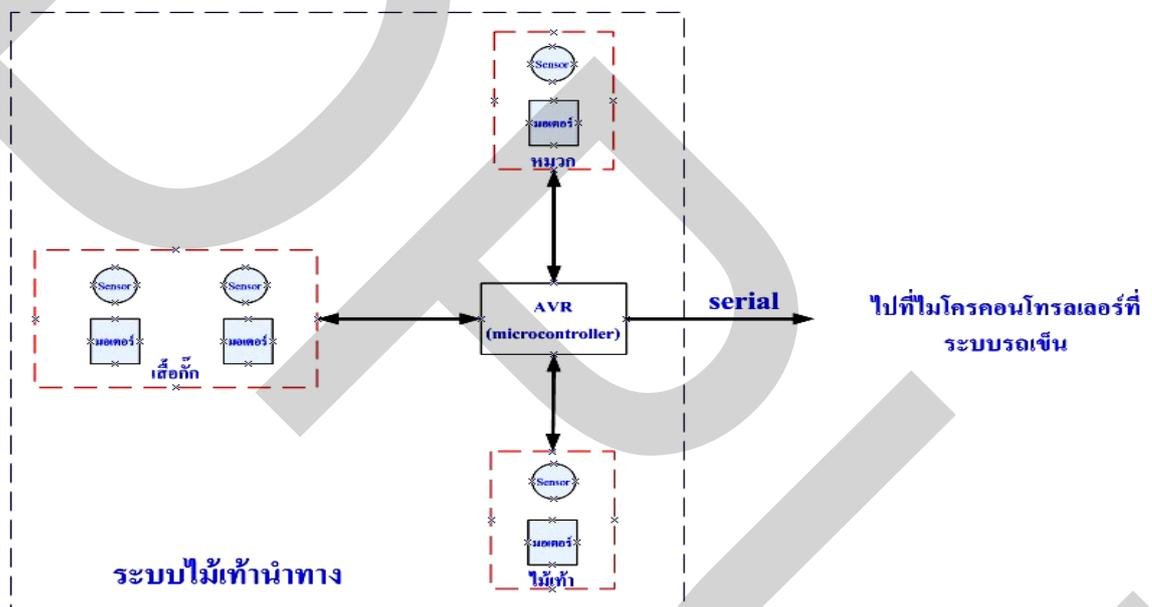 Sensor
มอเตอร์
หมวก
Sensor
Sensor
มอเตอร์
มอเตอร์
เสื้อกั๊ก
AVR
(microcontroller)
serial
ไปที่ไมโครคอนโทรลเลอร์ที่
ระบบรถเข็น
Sensor
มอเตอร์
ไม้เท้า
ระบบไม้เท้านำทาง